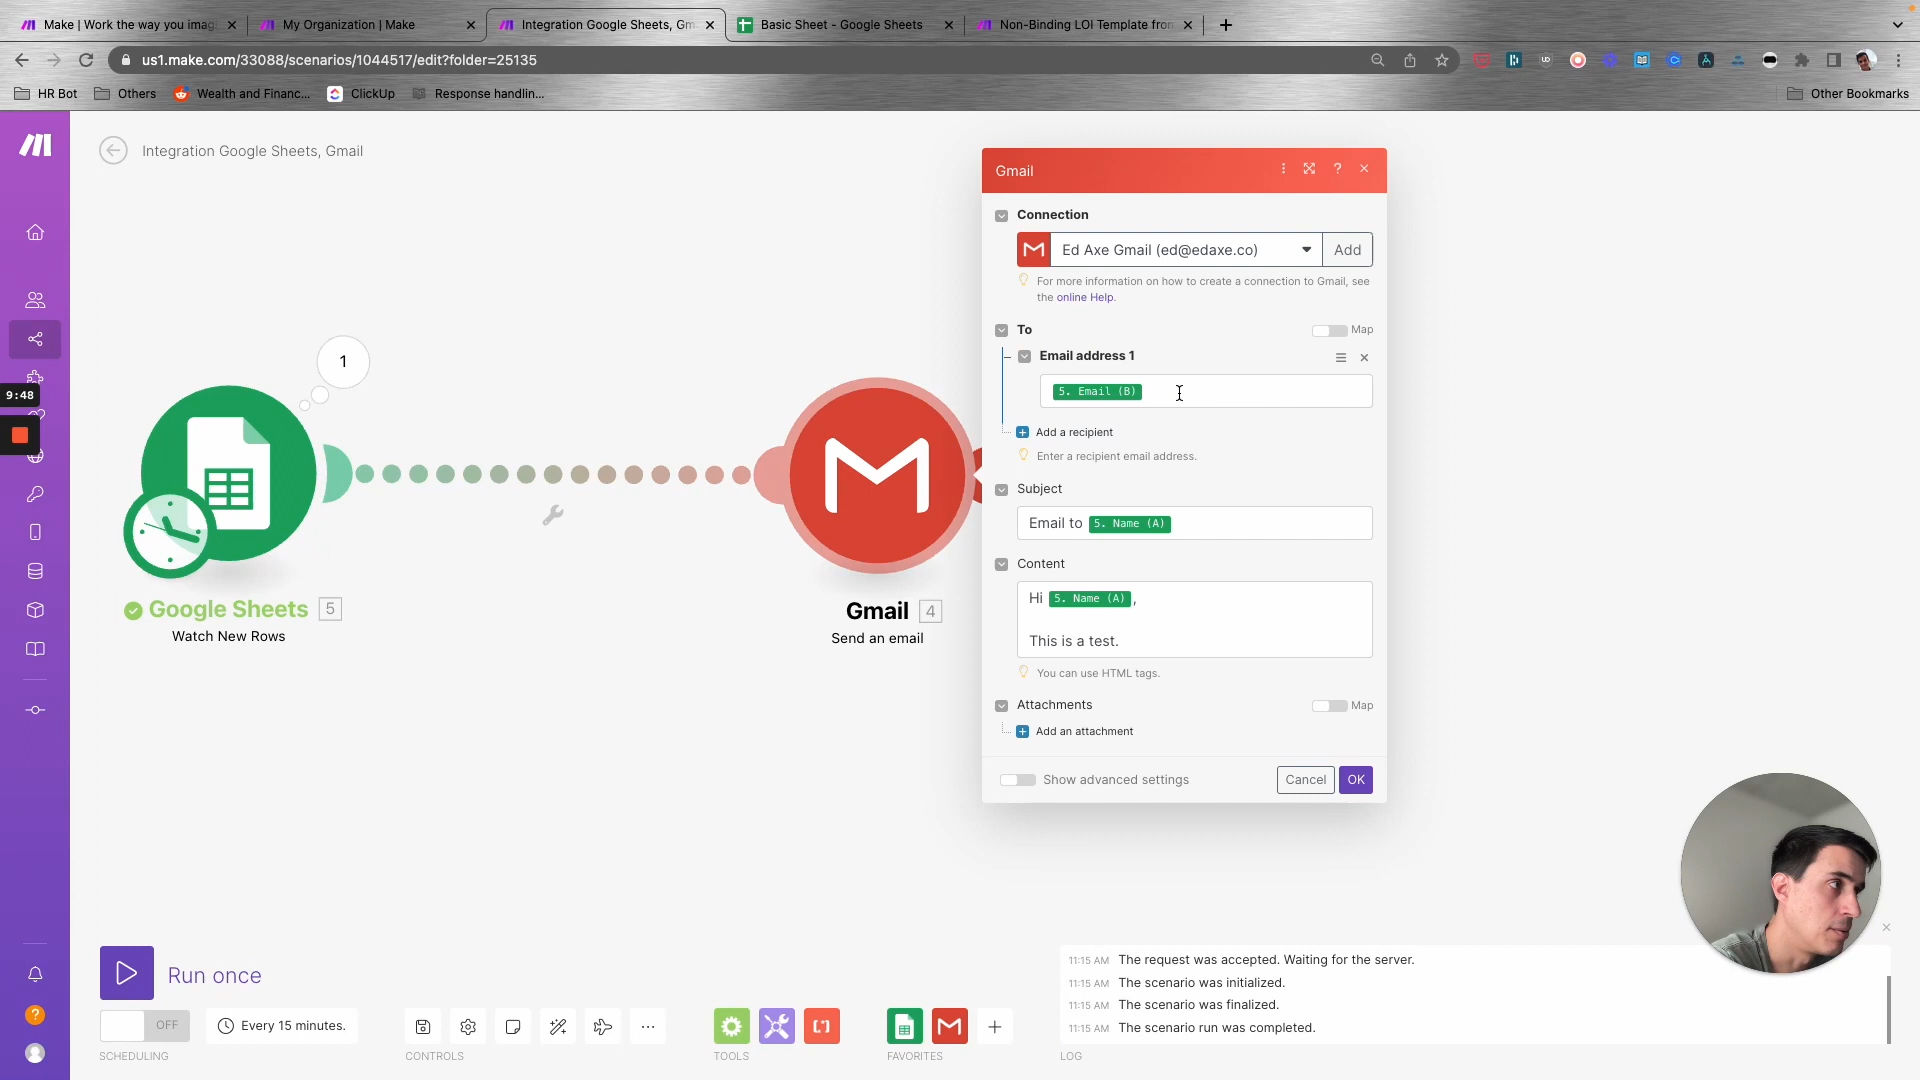 Make | Work the way you imag
My Organization | Make
Integration Google Sheets, Gm
Basic Sheet - Google Sheets
Non-Binding LOI Template from
us1.make.com/33088/scenarios/1044517/edit?folder=25135
HR Bot
Others
Wealth and Financ...
ClickUp
Response handlin...
Other Bookmarks
Integration Google Sheets, Gmail
Gmail
Connection
Ed Axe Gmail (ed@edaxe.co)
Add
For more information on how to create a connection to Gmail, see
the online Help.
To
Map
Email address 1
5. Email (B)
Add a recipient
Enter a recipient email address.
Subject
Email to 5. Name (A)
Content
Hi 5. Name (A) ,
This is a test.
You can use HTML tags.
Attachments
Map
Add an attachment
Show advanced settings
Cancel
OK
9:48
1
Google Sheets 5
Watch New Rows
Gmail 4
Send an email
Run once
OFF
Every 15 minutes.
SCHEDULING
CONTROLS
TOOLS
FAVORITES
11:15 AM The request was accepted. Waiting for the server.
11:15 AM The scenario was initialized.
11:15 AM The scenario was finalized.
11:15 AM The scenario run was completed.
LOG